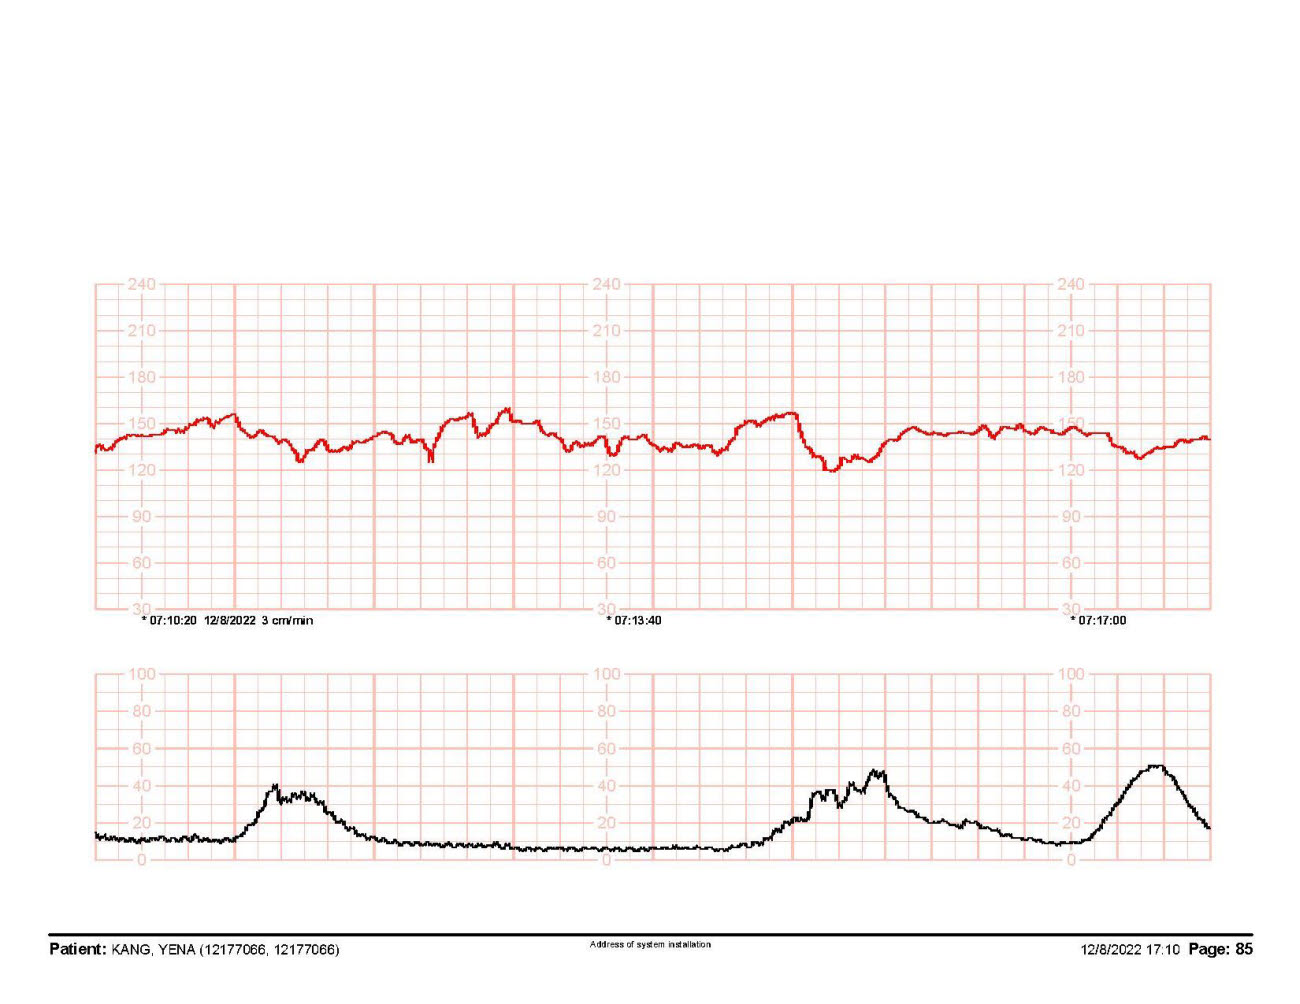 240 240 240
210 210 210
180 180 180
150 150 150
120 120 120
90 90 90
60 60 60
30 30 30
* 07:10:20 12/8/2022 3 cm/min * 07:13:40 * 07:17:00
100 100 100
80 80 80
60 60 60
40 40 40
20 20 20
0 0 0
Patient: KANG, YENA (12177066, 12177066) Address of system installation 12/8/2022 17:10 Page: 85